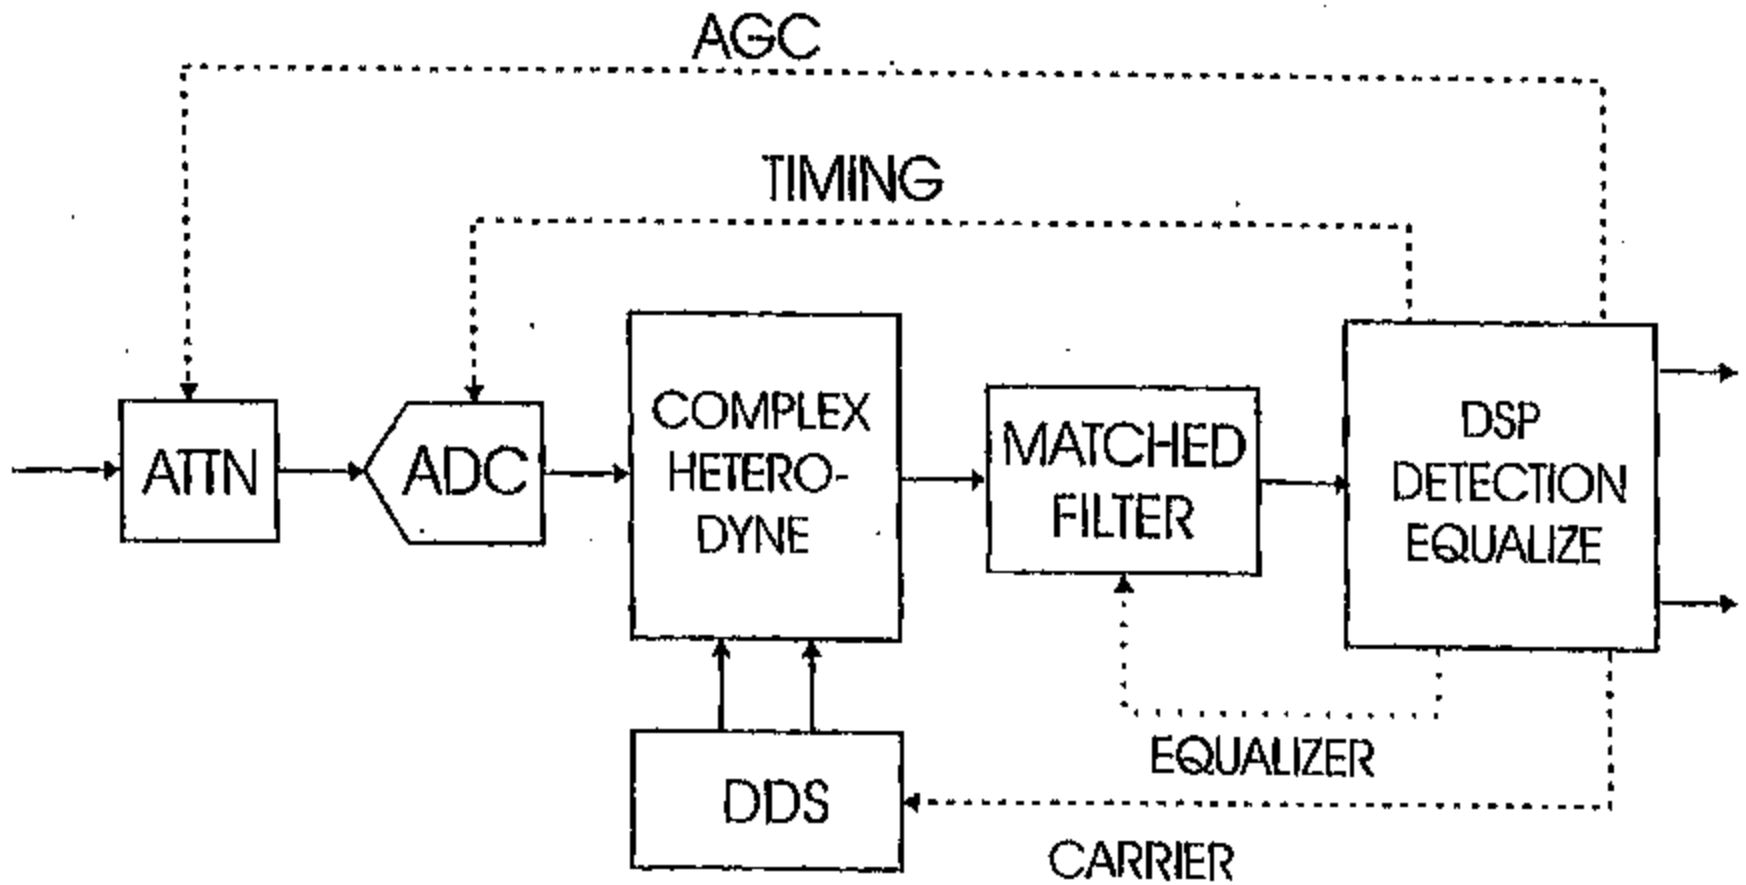 AGC
TIMING
ATTN
ADC
COMPLEX
HETERO-
DYNE
MATCHED
FILTER
DSP
DETECTION
EQUALIZE
DDS
EQUALIZER
CARRIER